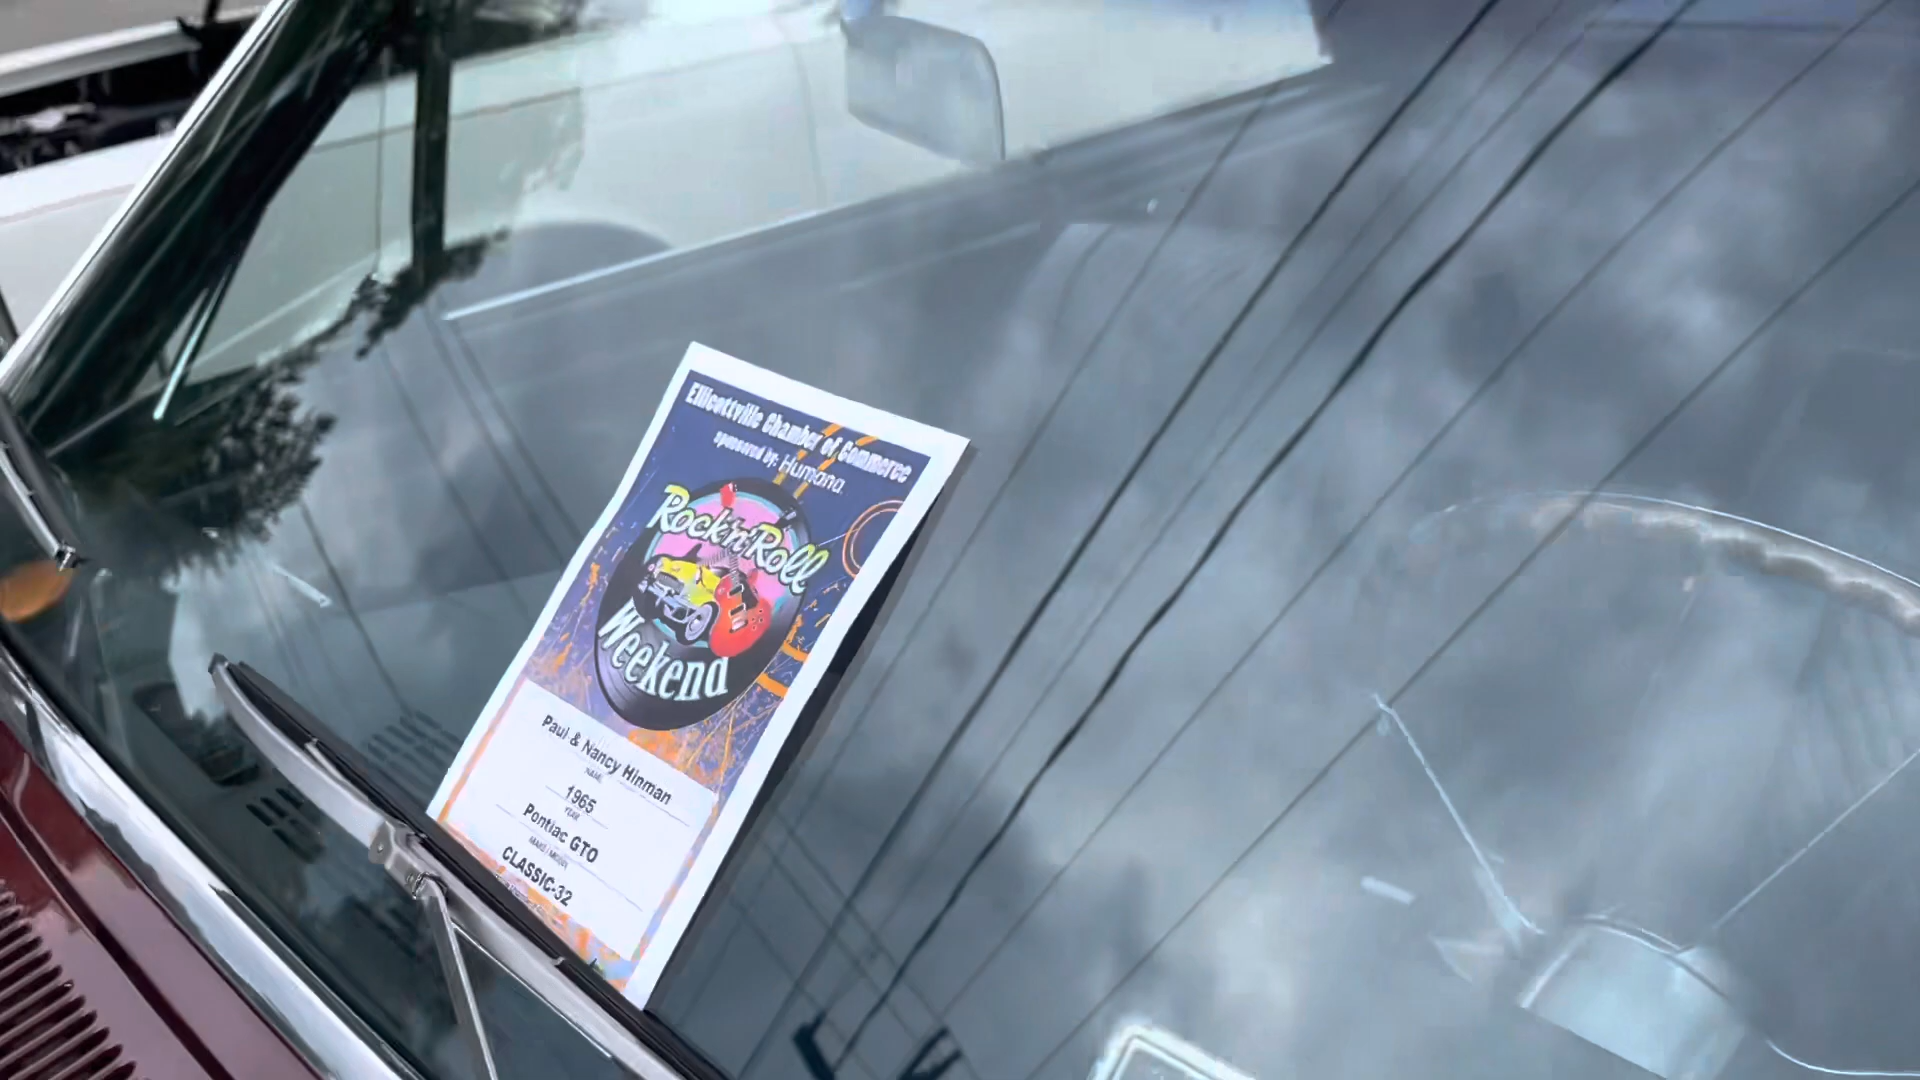 Ellicottville Chamber of Commerce
sponsored by: Humana.
Rock'n'Roll
Weekend
Paul & Nancy Hinman
NAME
1965
YEAR
Pontiac GTO
MAKE / MODEL
CLASSIC-32